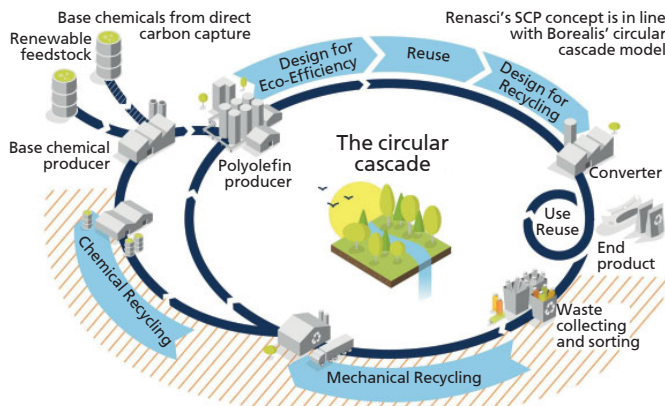 Base chemicals from direct
carbon capture
Renewable
feedstock
Renasci’s SCP concept is in line
with Borealis’ circular
cascade model
Design for
Eco-Efficiency
Reuse
Design for
Recycling
Base chemical
producer
Polyolefin
producer
The circular
cascade
Converter
Use
Reuse
End
product
Chemical Recycling
Waste
collecting
and sorting
Mechanical Recycling